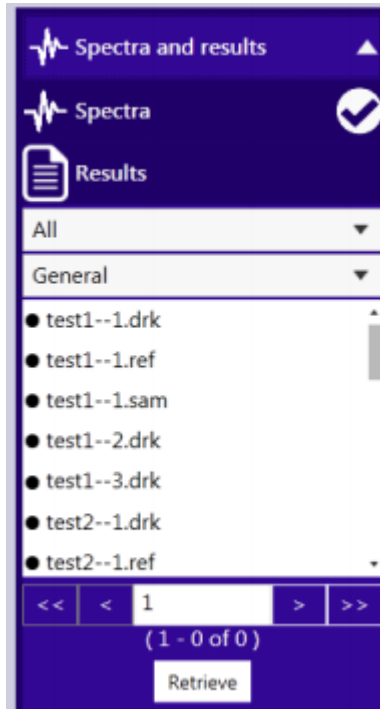 Spectra and results
Spectra
Results
All
General
test1--1.drk
test1--1.ref
test1--1.sam
test1--2.drk
test1--3.drk
test2--1.drk
test2--1.ref
<< < 1 > >>
( 1 - 0 of 0 )
Retrieve